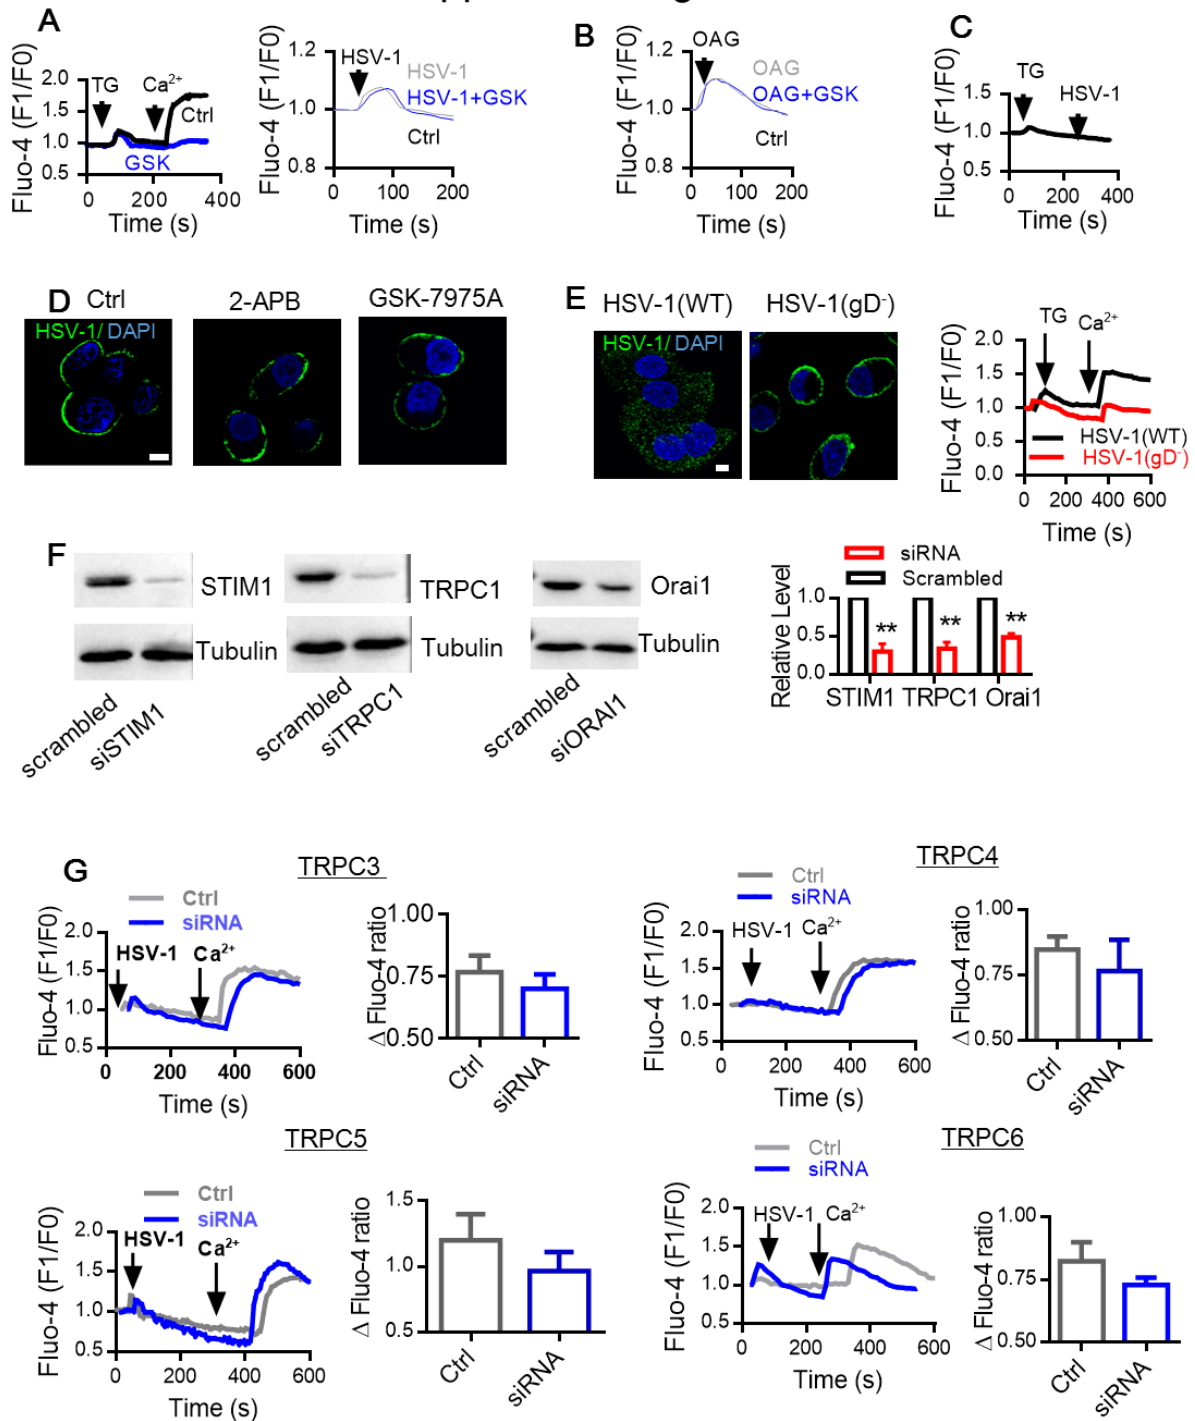 A
TG
Ca²⁺
Ctrl
GSK
Fluo-4 (F1/F0)
2.0
1.5
1.0
0.5
0 200 400
Time (s)
HSV-1
HSV-1
HSV-1+GSK
Ctrl
Fluo-4 (F1/F0)
1.2
1.0
0.8
0 100 200
Time (s)
B
OAG
OAG
OAG+GSK
Ctrl
Fluo-4 (F1/F0)
1.2
1.0
0.8
0 100 200
Time (s)
C
TG
HSV-1
Fluo-4 (F1/F0)
1.5
1.0
0.5
0 200 400
Time (s)
D
Ctrl
2-APB
GSK-7975A
HSV-1/ DAPI
E
HSV-1(WT)
HSV-1(gD⁻)
HSV-1/ DAPI
TG
Ca²⁺
Fluo-4 (F1/F0)
2.0
1.5
1.0
0.5
0.0
HSV-1(WT)
HSV-1(gD⁻)
0 200 400 600
Time (s)
F
STIM1
Tubulin
scrambled
siSTIM1
TRPC1
Tubulin
scrambled
siTRPC1
Orai1
Tubulin
scrambled
siORAI1
siRNA
Scrambled
Relative Level
1.0
0.5
0.0
** ** **
STIM1 TRPC1 Orai1
G
TRPC3
Ctrl
siRNA
HSV-1
Ca²⁺
Fluo-4 (F1/F0)
2.0
1.5
1.0
0.5
0 200 400 600
Time (s)
Δ Fluo-4 ratio
1.00
0.75
0.50
Ctrl
siRNA
TRPC4
Ctrl
siRNA
HSV-1
Ca²⁺
Fluo-4 (F1/F0)
2.0
1.5
1.0
0.5
0 200 400 600
Time (s)
Δ Fluo-4 ratio
1.00
0.75
0.50
Ctrl
siRNA
TRPC5
Ctrl
siRNA
HSV-1
Ca²⁺
Fluo-4 (F1/F0)
2.0
1.5
1.0
0.5
0 200 400 600
Time (s)
Δ Fluo-4 ratio
1.5
1.0
0.5
Ctrl
siRNA
TRPC6
Ctrl
siRNA
HSV-1
Ca²⁺
Fluo-4 (F1/F0)
2.0
1.5
1.0
0.5
0 200 400 600
Time (s)
Δ Fluo-4 ratio
1.00
0.75
0.50
Ctrl
siRNA